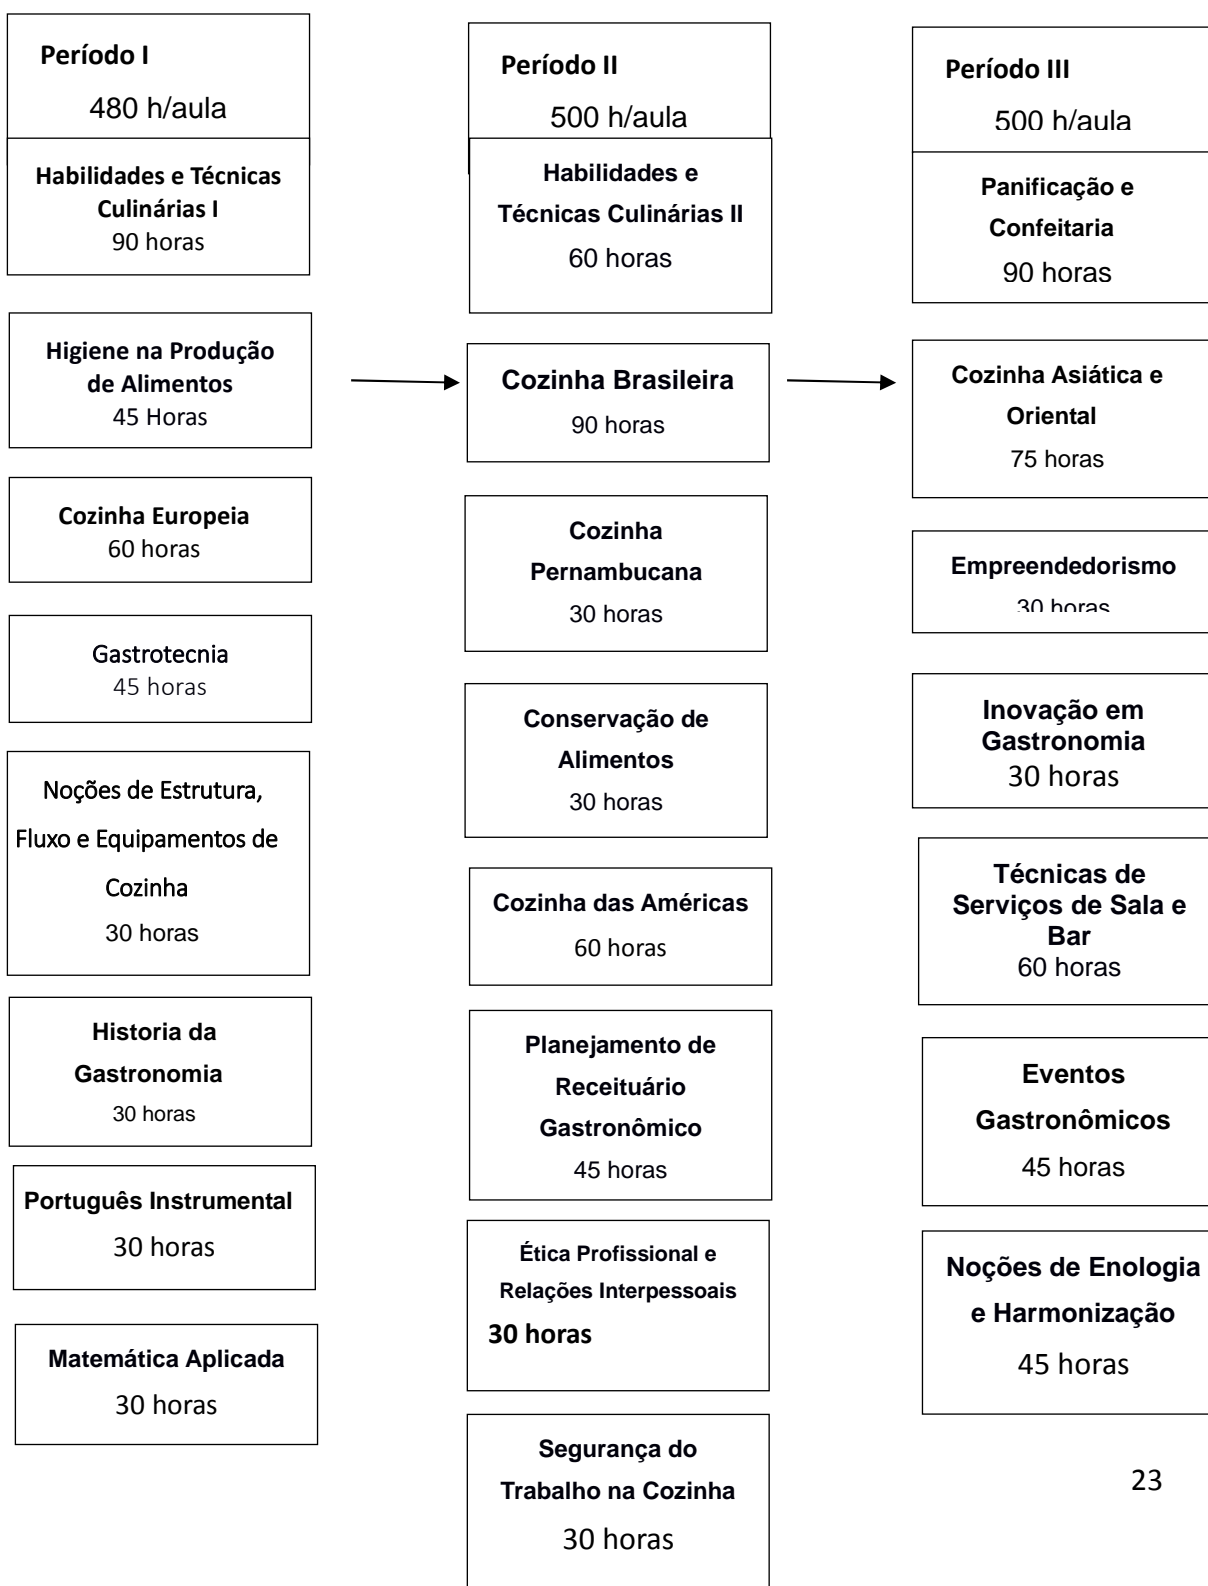 Período I
480 h/aula
Habilidades e Técnicas
Culinárias I
90 horas
Higiene na Produção
de Alimentos
45 Horas
Cozinha Europeia
60 horas
Gastrotecnia
45 horas
Noções de Estrutura,
Fluxo e Equipamentos de
Cozinha
30 horas
Historia da
Gastronomia
30 horas
Português Instrumental
30 horas
Matemática Aplicada
30 horas
Período II
500 h/aula
Habilidades e
Técnicas Culinárias II
60 horas
Cozinha Brasileira
90 horas
Cozinha
Pernambucana
30 horas
Conservação de
Alimentos
30 horas
Cozinha das Américas
60 horas
Planejamento de
Receituário
Gastronômico
45 horas
Ética Profissional e
Relações Interpessoais
30 horas
Segurança do
Trabalho na Cozinha
30 horas
Período III
500 h/aula
Panificação e
Confeitaria
90 horas
Cozinha Asiática e
Oriental
75 horas
Empreendedorismo
30 horas
Inovação em
Gastronomia
30 horas
Técnicas de
Serviços de Sala e
Bar
60 horas
Eventos
Gastronômicos
45 horas
Noções de Enologia
e Harmonização
45 horas
23